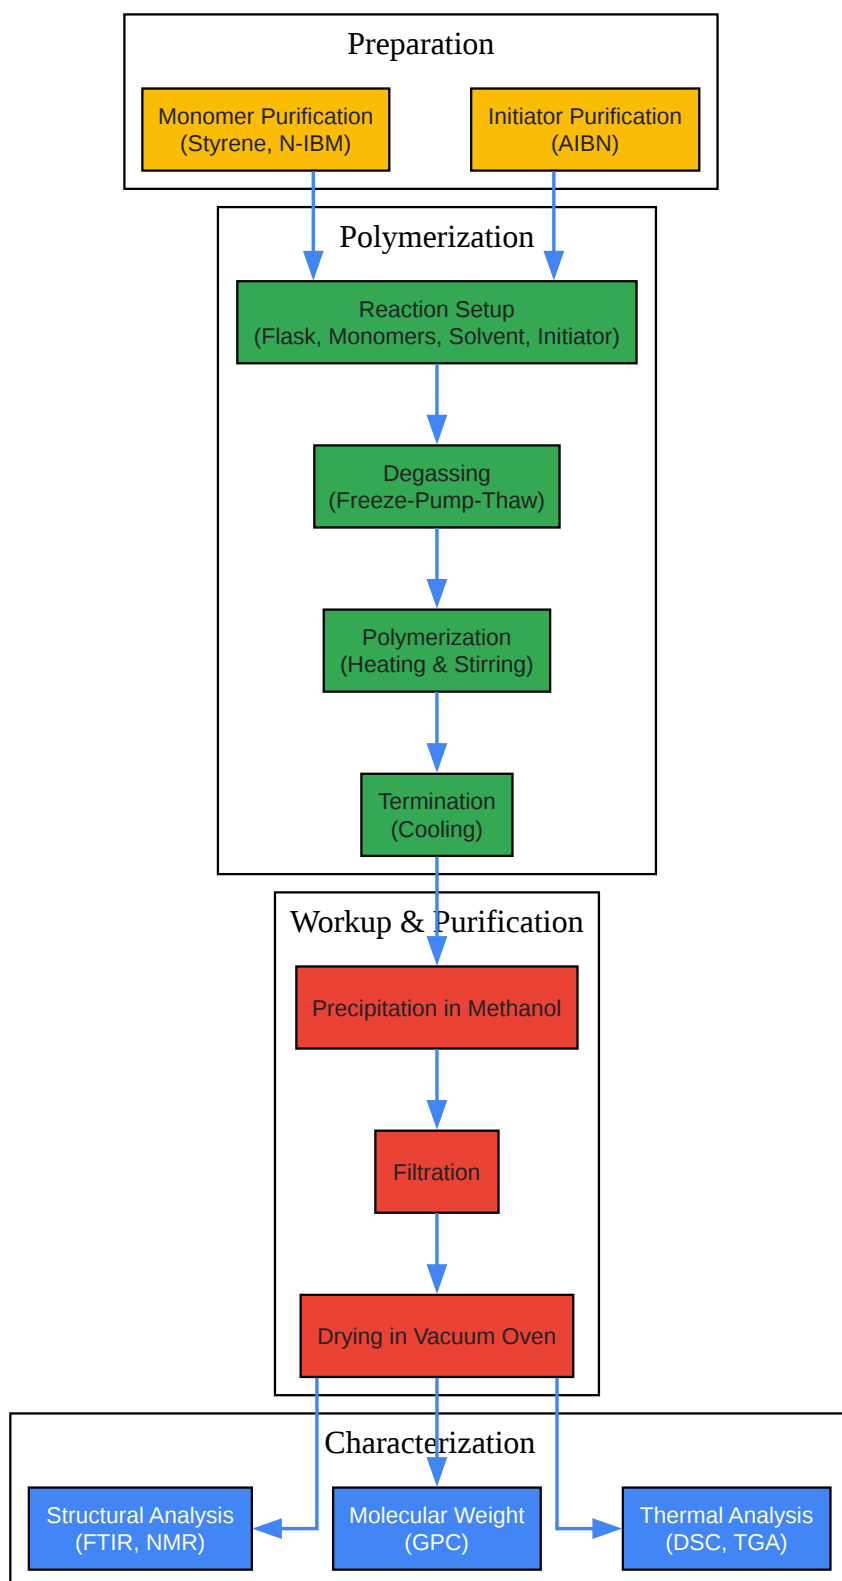 Preparation
Monomer Purification
(Styrene, N-IBM)
Initiator Purification
(AIBN)
Polymerization
Reaction Setup
(Flask, Monomers, Solvent, Initiator)
Degassing
(Freeze-Pump-Thaw)
Polymerization
(Heating & Stirring)
Termination
(Cooling)
Workup & Purification
Precipitation in Methanol
Filtration
Drying in Vacuum Oven
Characterization
Structural Analysis
(FTIR, NMR)
Molecular Weight
(GPC)
Thermal Analysis
(DSC, TGA)